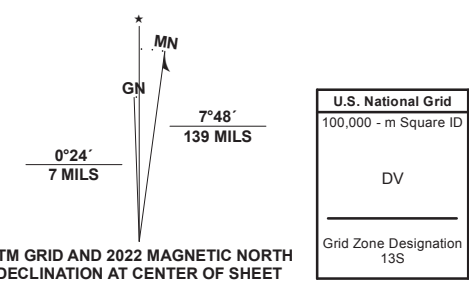 ★
MN
GN
7°48´
139 MILS
0°24´
7 MILS
TM GRID AND 2022 MAGNETIC NORTH
DECLINATION AT CENTER OF SHEET
U.S. National Grid
100,000 - m Square ID
DV
Grid Zone Designation
13S